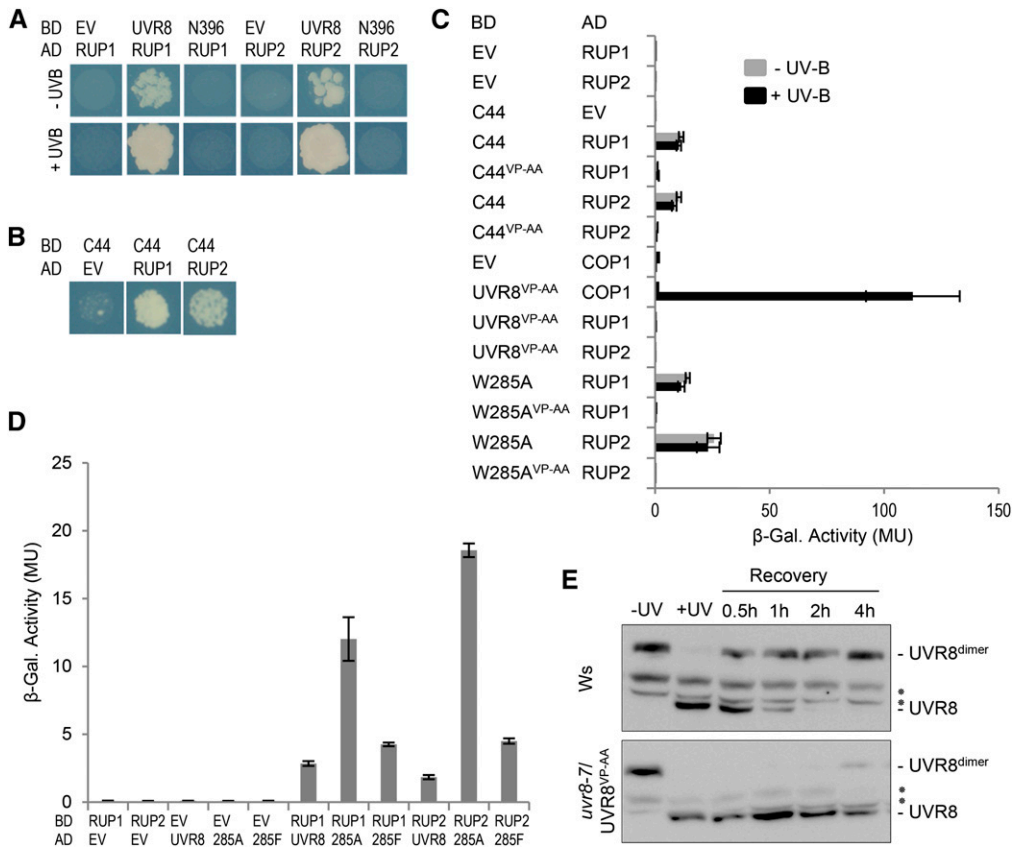 A
BD EV UVR8 N396 EV UVR8 N396
AD RUP1 RUP1 RUP1 RUP2 RUP2 RUP2
- UVB
+ UVB
B
BD C44 C44 C44
AD EV RUP1 RUP2
C
BD AD
EV RUP1
EV RUP2
C44 EV
C44 RUP1
C44VP-AA RUP1
C44 RUP2
C44VP-AA RUP2
EV COP1
UVR8VP-AA COP1
UVR8VP-AA RUP1
UVR8VP-AA RUP2
W285A RUP1
W285AVP-AA RUP1
W285A RUP2
W285AVP-AA RUP2
- UV-B
+ UV-B
0 50 100 150
β-Gal. Activity (MU)
D
β-Gal. Activity (MU)
25
20
15
10
5
0
BD RUP1 RUP2 EV EV EV RUP1 RUP1 RUP1 RUP2 RUP2 RUP2
AD EV EV UVR8 285A 285F UVR8 285A 285F UVR8 285A 285F
E
Recovery
-UV +UV 0.5h 1h 2h 4h
Ws
- UVR8dimer
*
*
- UVR8
uvr8-7/
UVR8VP-AA
- UVR8dimer
*
*
- UVR8